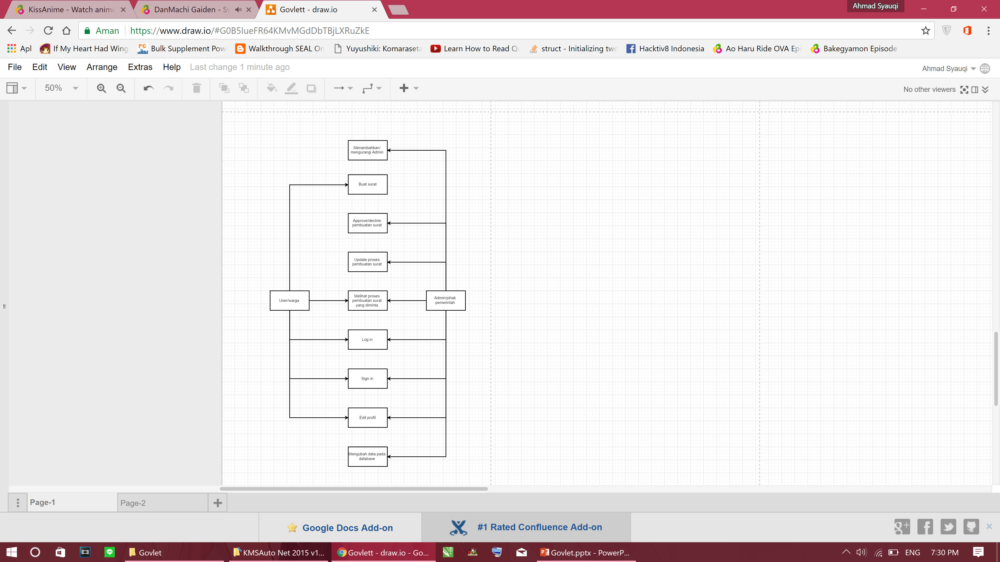 KissAnime - Watch anime
DanMachi Gaiden - Sw
Govlett - draw.io
Ahmad Syauqi
Aman
https://www.draw.io/#G0B5IueFR64KMvMGdDbTBjLXRuZkE
Apl
If My Heart Had Wing
Bulk Supplement Pow
Walkthrough SEAL On
Yuyushiki: Komaraseta
Learn How to Read Qu
struct - Initializing two
Hacktiv8 Indonesia
Ao Haru Ride OVA Epi
Bakegyamon Episode
File Edit View Arrange Extras Help Last change 1 minute ago
Ahmad Syauqi
50%
No other viewers
Menambahkan/
mengurangi Admin
Buat surat
Approve/decline
pembuatan surat
Update proses
pembuatan surat
User/warga
Melihat proses
pembuatan surat
yang diminta
Admin/pihak
pemerintah
Log in
Sign in
Edit profil
Mengubah data pada
database
Page-1
Page-2
Google Docs Add-on
#1 Rated Confluence Add-on
Govlet
KMSAuto Net 2015 v1...
Govlett - draw.io - Go...
Govlet.pptx - PowerP...
ENG
7:30 PM